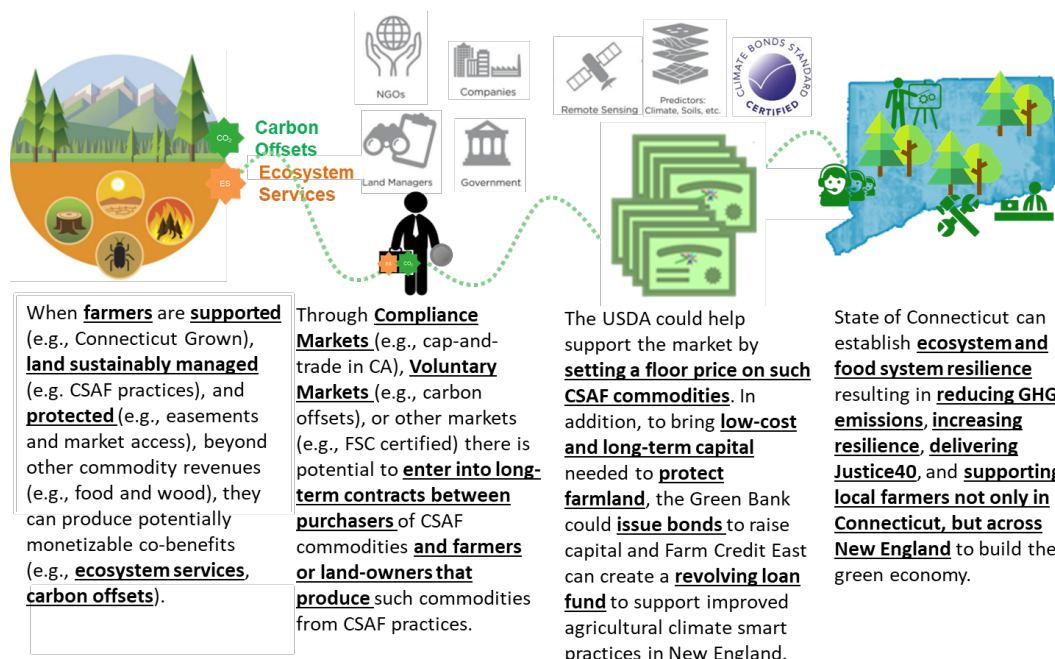 NGOs
Companies
Land Managers
Government
Remote Sensing
Predictors:
Climate, Soils, etc.
CLIMATE BONDS STANDARD
CERTIFIED
CO₂
Carbon
Offsets
ES
Ecosystem
Services
ES
CO₂
When farmers are supported
(e.g., Connecticut Grown),
land sustainably managed
(e.g. CSAF practices), and
protected (e.g., easements
and market access), beyond
other commodity revenues
(e.g., food and wood), they
can produce potentially
monetizable co-benefits
(e.g., ecosystem services,
carbon offsets).
Through Compliance
Markets (e.g., cap-and-
trade in CA), Voluntary
Markets (e.g., carbon
offsets), or other markets
(e.g., FSC certified) there is
potential to enter into long-
term contracts between
purchasers of CSAF
commodities and farmers
or land-owners that
produce such commodities
from CSAF practices.
The USDA could help
support the market by
setting a floor price on such
CSAF commodities. In
addition, to bring low-cost
and long-term capital
needed to protect
farmland, the Green Bank
could issue bonds to raise
capital and Farm Credit East
can create a revolving loan
fund to support improved
agricultural climate smart
practices in New England.
State of Connecticut can
establish ecosystem and
food system resilience
resulting in reducing GHG
emissions, increasing
resilience, delivering
Justice40, and supporting
local farmers not only in
Connecticut, but across
New England to build the
green economy.